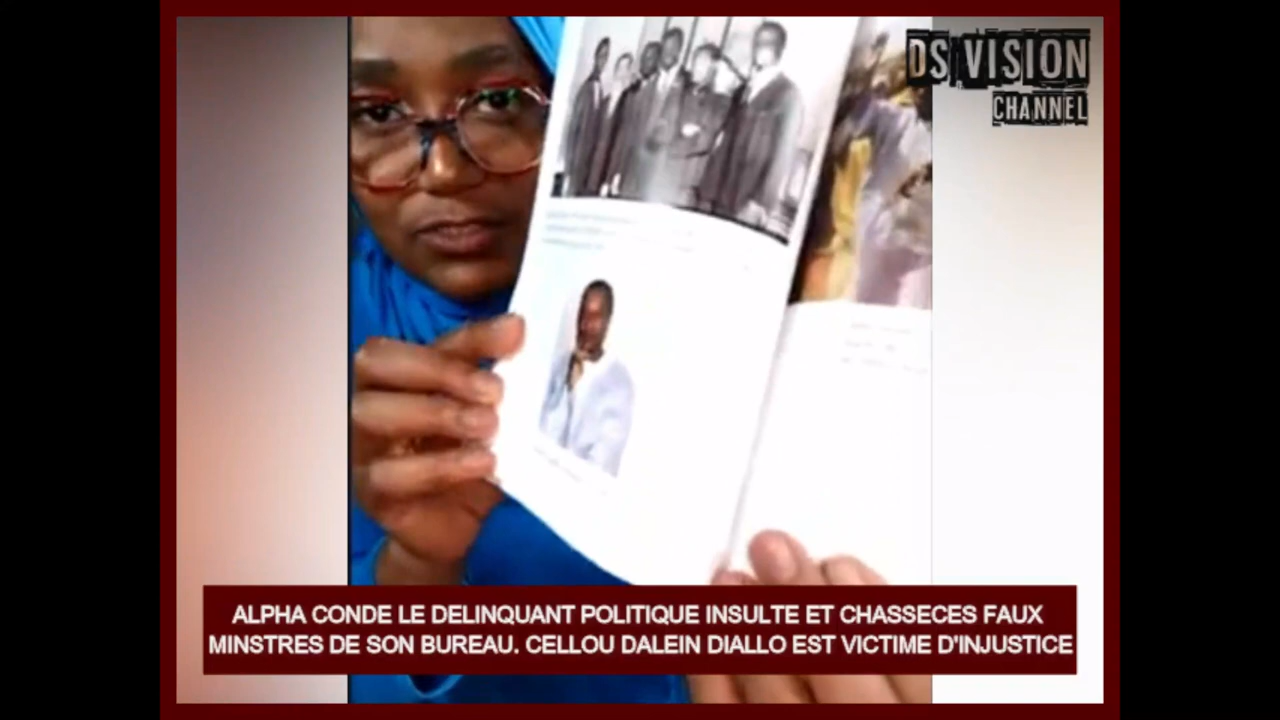 DS VISION
CHANNEL
ALPHA CONDE LE DELINQUANT POLITIQUE INSULTE ET CHASSECES FAUX
MINSTRES DE SON BUREAU. CELLOU DALEIN DIALLO EST VICTIME D'INJUSTICE